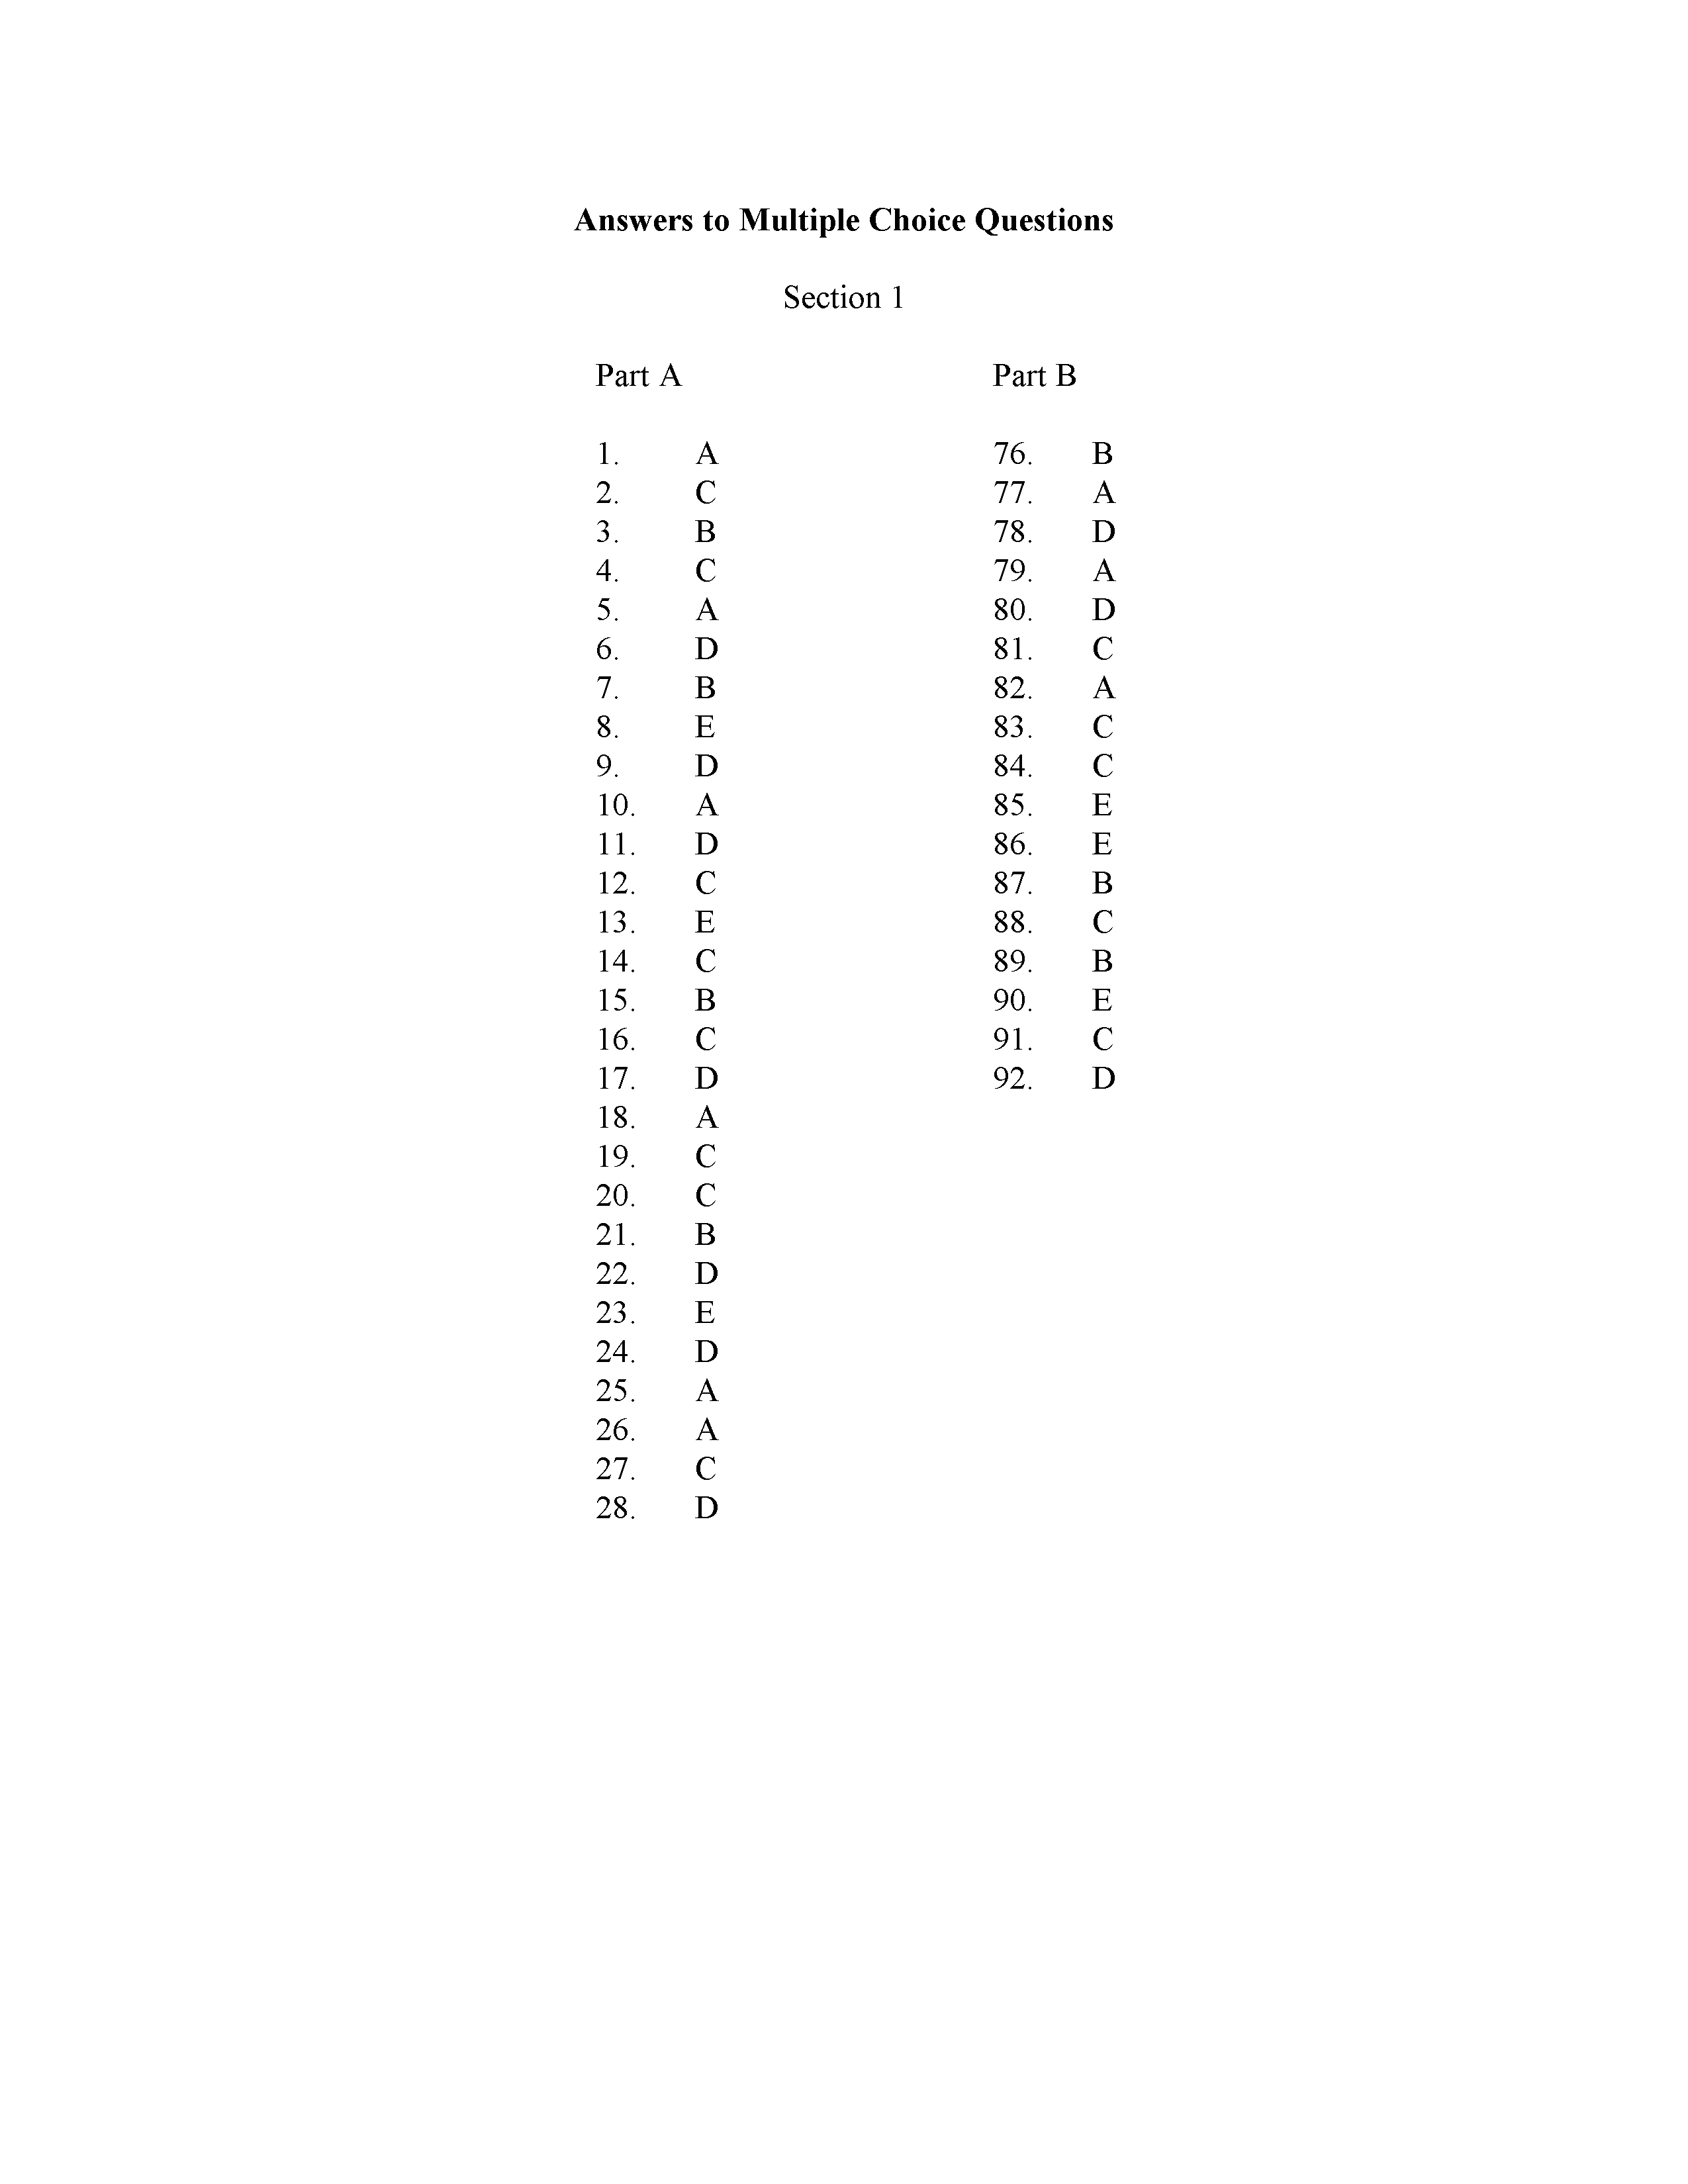 Answers to Multiple Choice Questions
Section 1
Part A Part B
1. A 76. B
2. C 77. A
3. B 78. D
4. C 79. A
5. A 80. D
6. D 81. C
7. B 82. A
8. E 83. C
9. D 84. C
10. A 85. E
11. D 86. E
12. C 87. B
13. E 88. C
14. C 89. B
15. B 90. E
16. C 91. C
17. D 92. D
18. A
19. C
20. C
21. B
22. D
23. E
24. D
25. A
26. A
27. C
28. D